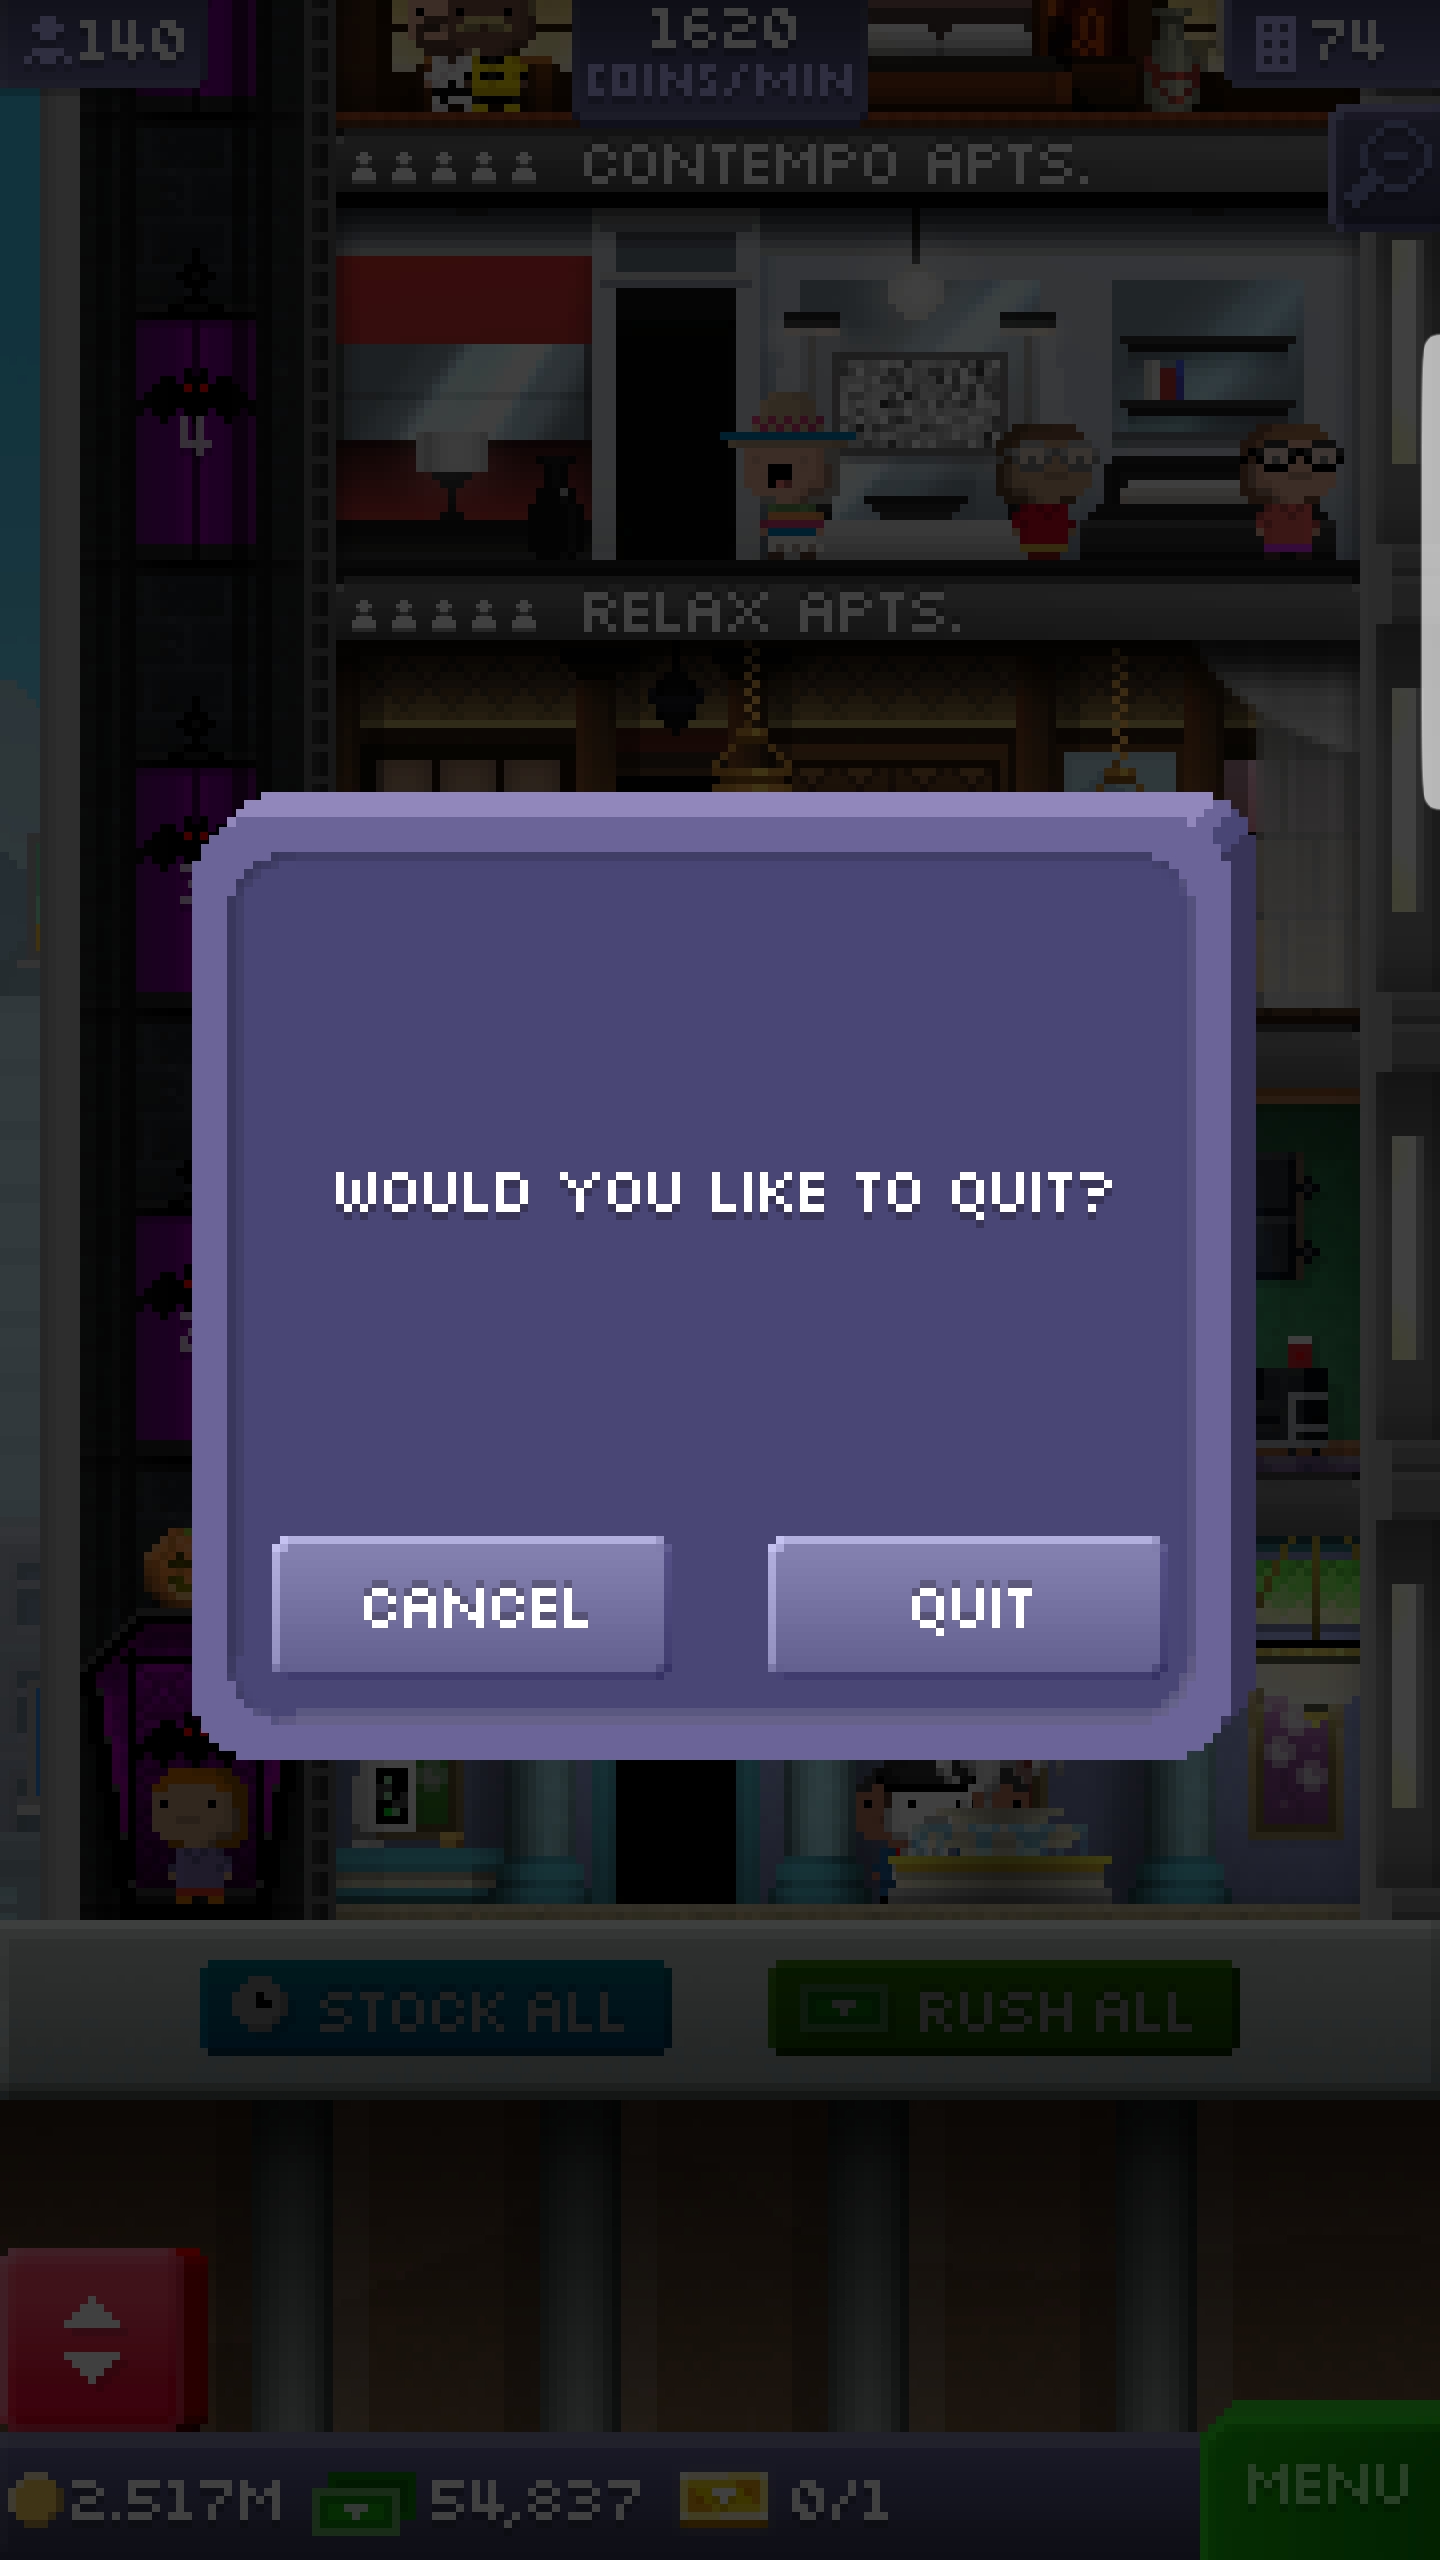 140
1620
COINS/MIN
74
CONTEMPO APTS.
4
RELAX APTS.
WOULD YOU LIKE TO QUIT?
CANCEL
QUIT
STOCK ALL
RUSH ALL
2.517M
54,837
0/1
MENU